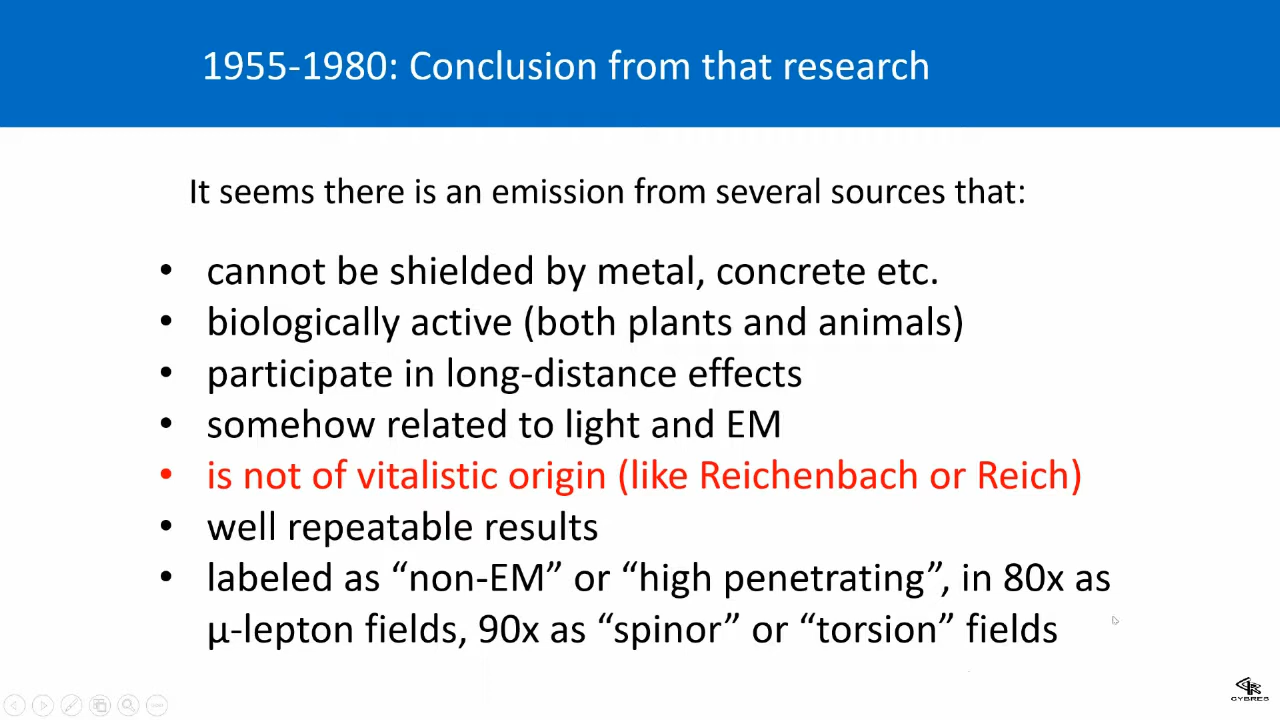 1955-1980: Conclusion from that research
It seems there is an emission from several sources that:
• cannot be shielded by metal, concrete etc.
• biologically active (both plants and animals)
• participate in long-distance effects
• somehow related to light and EM
• is not of vitalistic origin (like Reichenbach or Reich)
• well repeatable results
• labeled as “non-EM” or “high penetrating”, in 80x as
μ-lepton fields, 90x as “spinor” or “torsion” fields
CYBRES